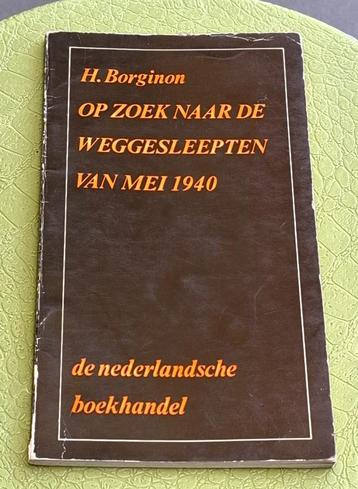 H. Borginon
OP ZOEK NAAR DE
WEGGESLEEPTEN
VAN MEI 1940
de nederlandsche
boekhandel